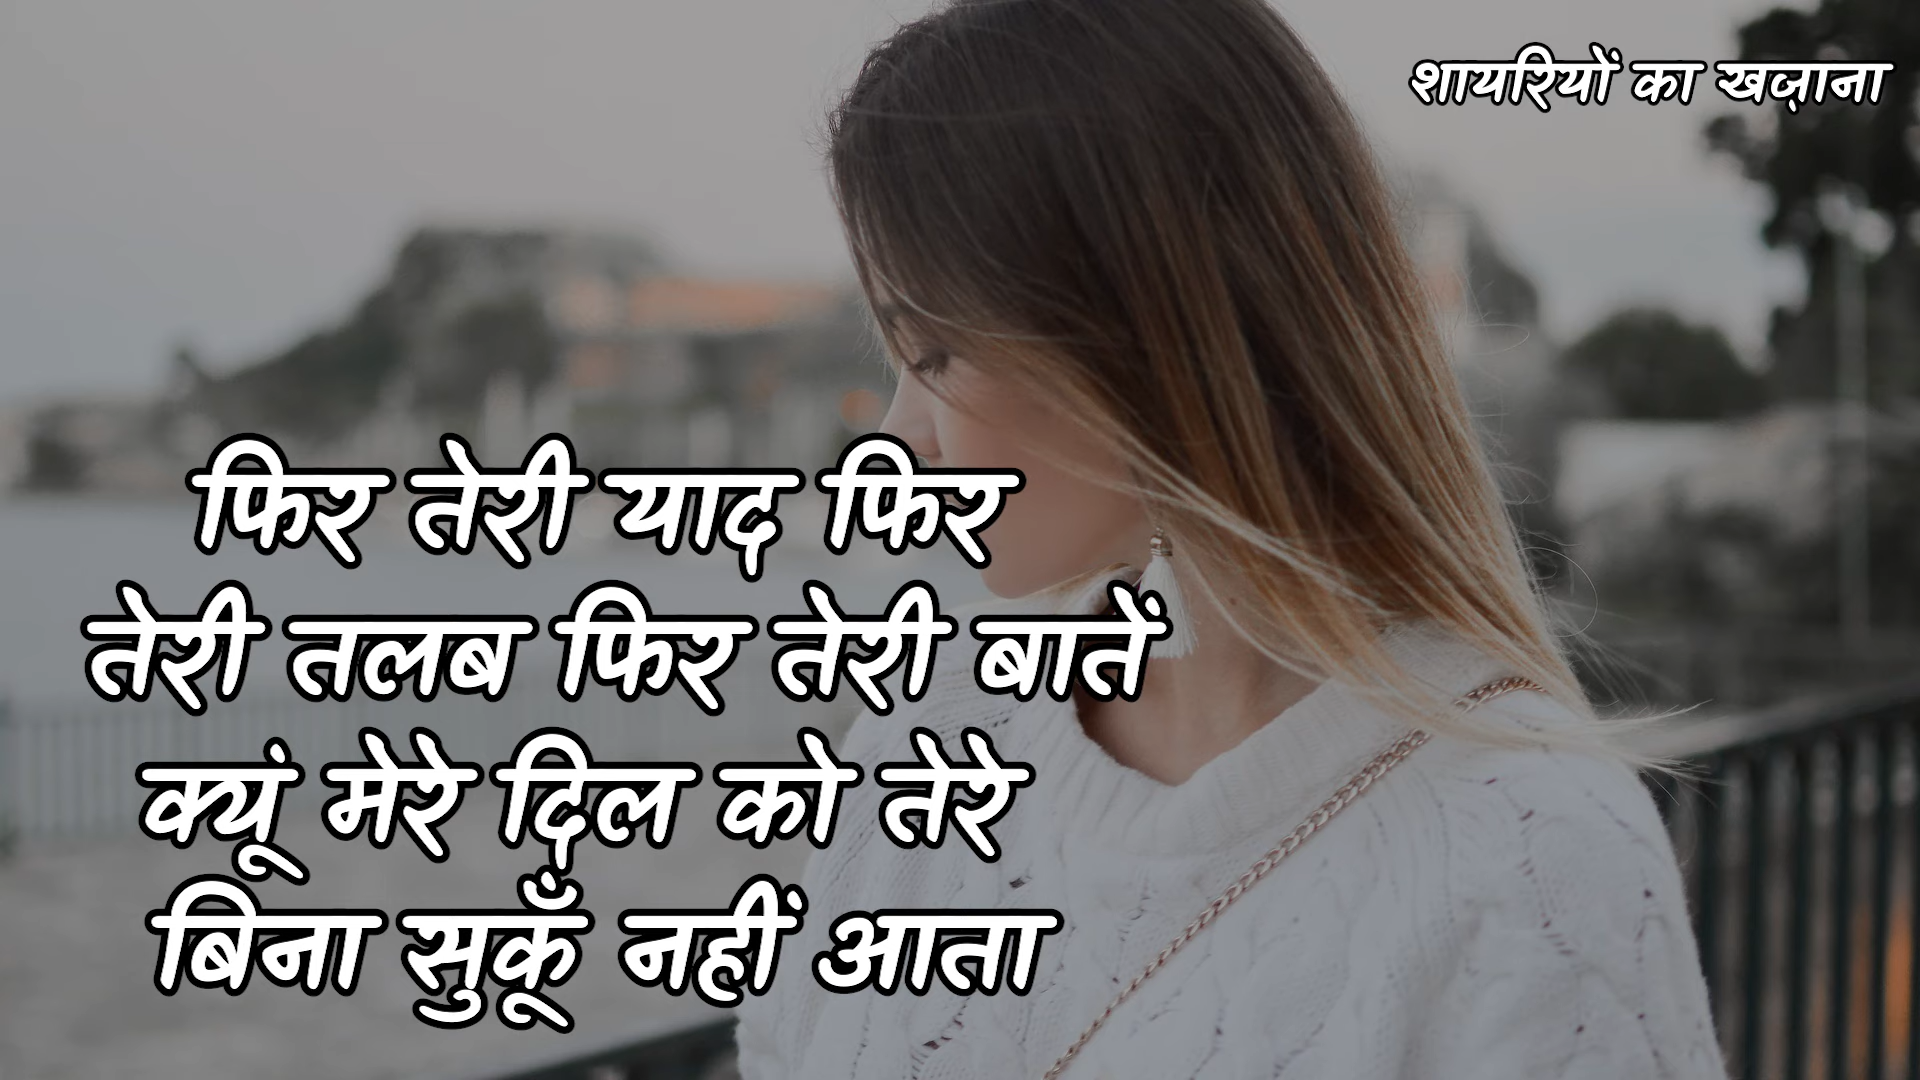 शायरियों का खज़ाना
फिर तेरी याद फिर
तेरी तलब फिर तेरी बातें
क्यूं मेरे दिल को तेरे
बिना सुकूँ नहीं आता